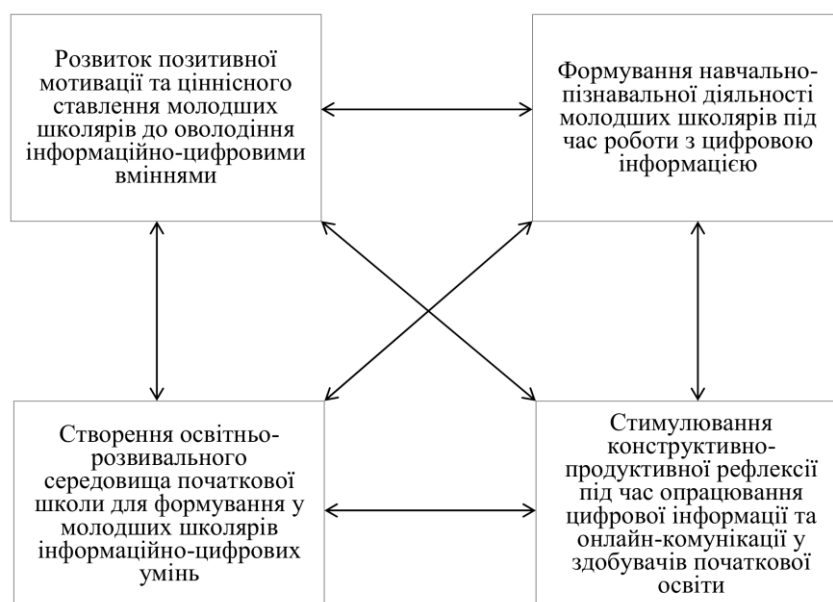 Розвиток позитивної
мотивації та ціннісного
ставлення молодших
школярів до оволодіння
інформаційно-цифровими
вміннями
Формування навчально-
пізнавальної діяльності
молодших школярів під
час роботи з цифровою
інформацією
Створення освітньо-
розвивального
середовища початкової
школи для формування у
молодших школярів
інформаційно-цифрових
умінь
Стимулювання
конструктивно-
продуктивної рефлексії
під час опрацювання
цифрової інформації та
онлайн-комунікації у
здобувачів початкової
освіти